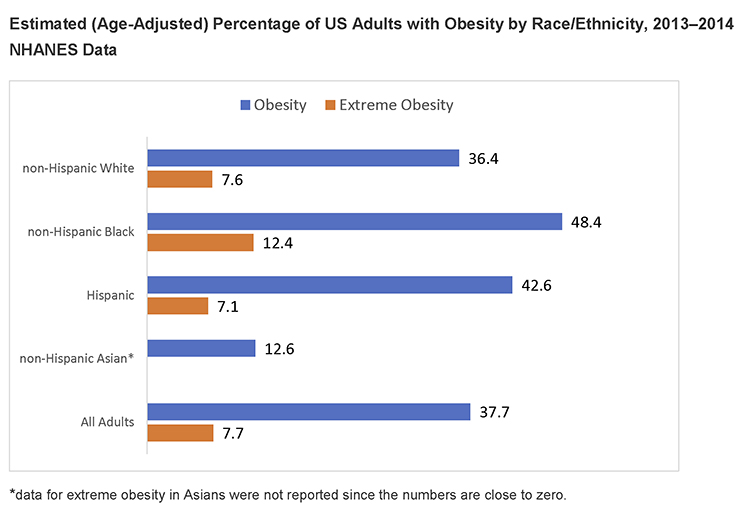 Estimated (Age-Adjusted) Percentage of US Adults with Obesity by Race/Ethnicity, 2013–2014
NHANES Data
Obesity Extreme Obesity
non-Hispanic White 36.4
7.6
non-Hispanic Black 48.4
12.4
Hispanic 42.6
7.1
non-Hispanic Asian* 12.6
All Adults 37.7
7.7
*data for extreme obesity in Asians were not reported since the numbers are close to zero.